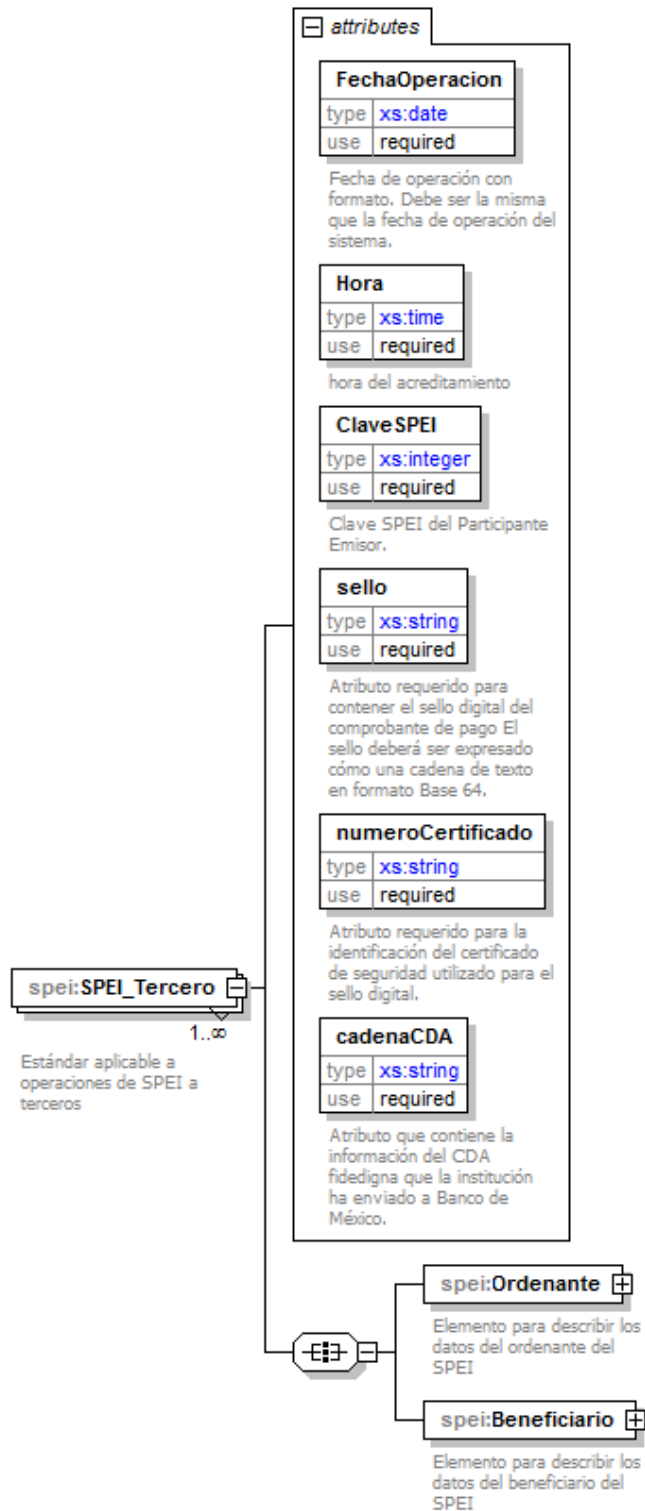 attributes
FechaOperacion
type xs:date
use required
Fecha de operación con
formato. Debe ser la misma
que la fecha de operación del
sistema.
Hora
type xs:time
use required
hora del acreditamiento
ClaveSPEI
type xs:integer
use required
Clave SPEI del Participante
Emisor.
sello
type xs:string
use required
Atributo requerido para
contener el sello digital del
comprobante de pago El
sello deberá ser expresado
cómo una cadena de texto
en formato Base 64.
numeroCertificado
type xs:string
use required
Atributo requerido para la
identificación del certificado
de seguridad utilizado para el
sello digital.
cadenaCDA
type xs:string
use required
Atributo que contiene la
información del CDA
fidedigna que la institución
ha enviado a Banco de
México.
spei:SPEI_Tercero
1..∞
Estándar aplicable a
operaciones de SPEI a
terceros
spei:Ordenante
Elemento para describir los
datos del ordenante del
SPEI
spei:Beneficiario
Elemento para describir los
datos del beneficiario del
SPEI